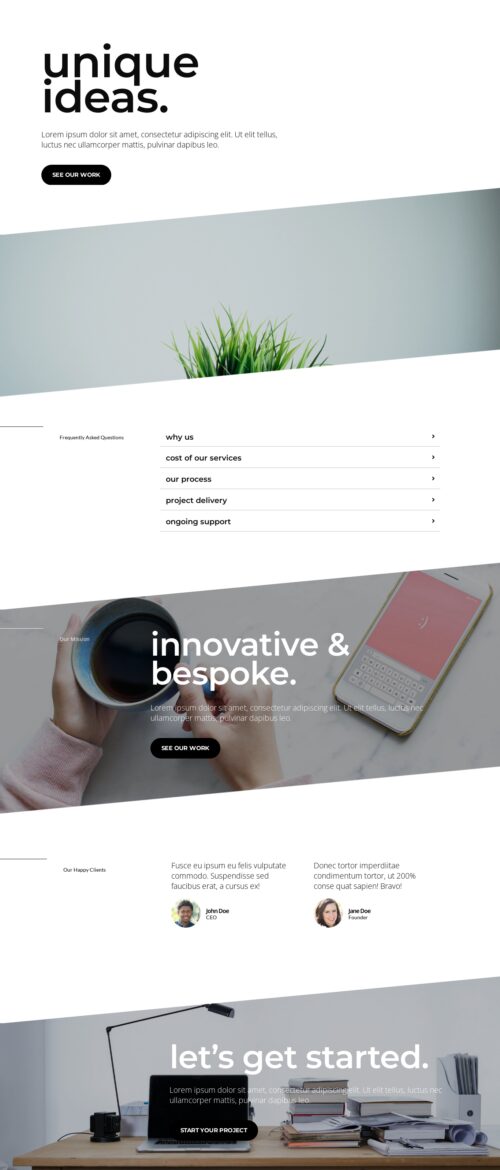 unique
ideas.
Lorem ipsum dolor sit amet, consectetur adipiscing elit. Ut elit tellus,
luctus nec ullamcorper mattis, pulvinar dapibus leo.
SEE OUR WORK
Frequently Asked Questions
why us
cost of our services
our process
project delivery
ongoing support
Our Mission
innovative &
bespoke.
Lorem ipsum dolor sit amet, consectetur adipiscing elit. Ut elit tellus, luctus nec
ullamcorper mattis, pulvinar dapibus leo.
SEE OUR WORK
Our Happy Clients
Fusce eu ipsum eu felis vulputate
commodo. Suspendisse sed
faucibus erat, a cursus ex!
John Doe
CEO
Donec tortor imperdiitae
condimentum tortor, ut 200%
conse quat sapien! Bravo!
Jane Doe
Founder
let’s get started.
Lorem ipsum dolor sit amet, consectetur adipiscing elit. Ut elit tellus, luctus nec
ullamcorper mattis, pulvinar dapibus leo.
START YOUR PROJECT